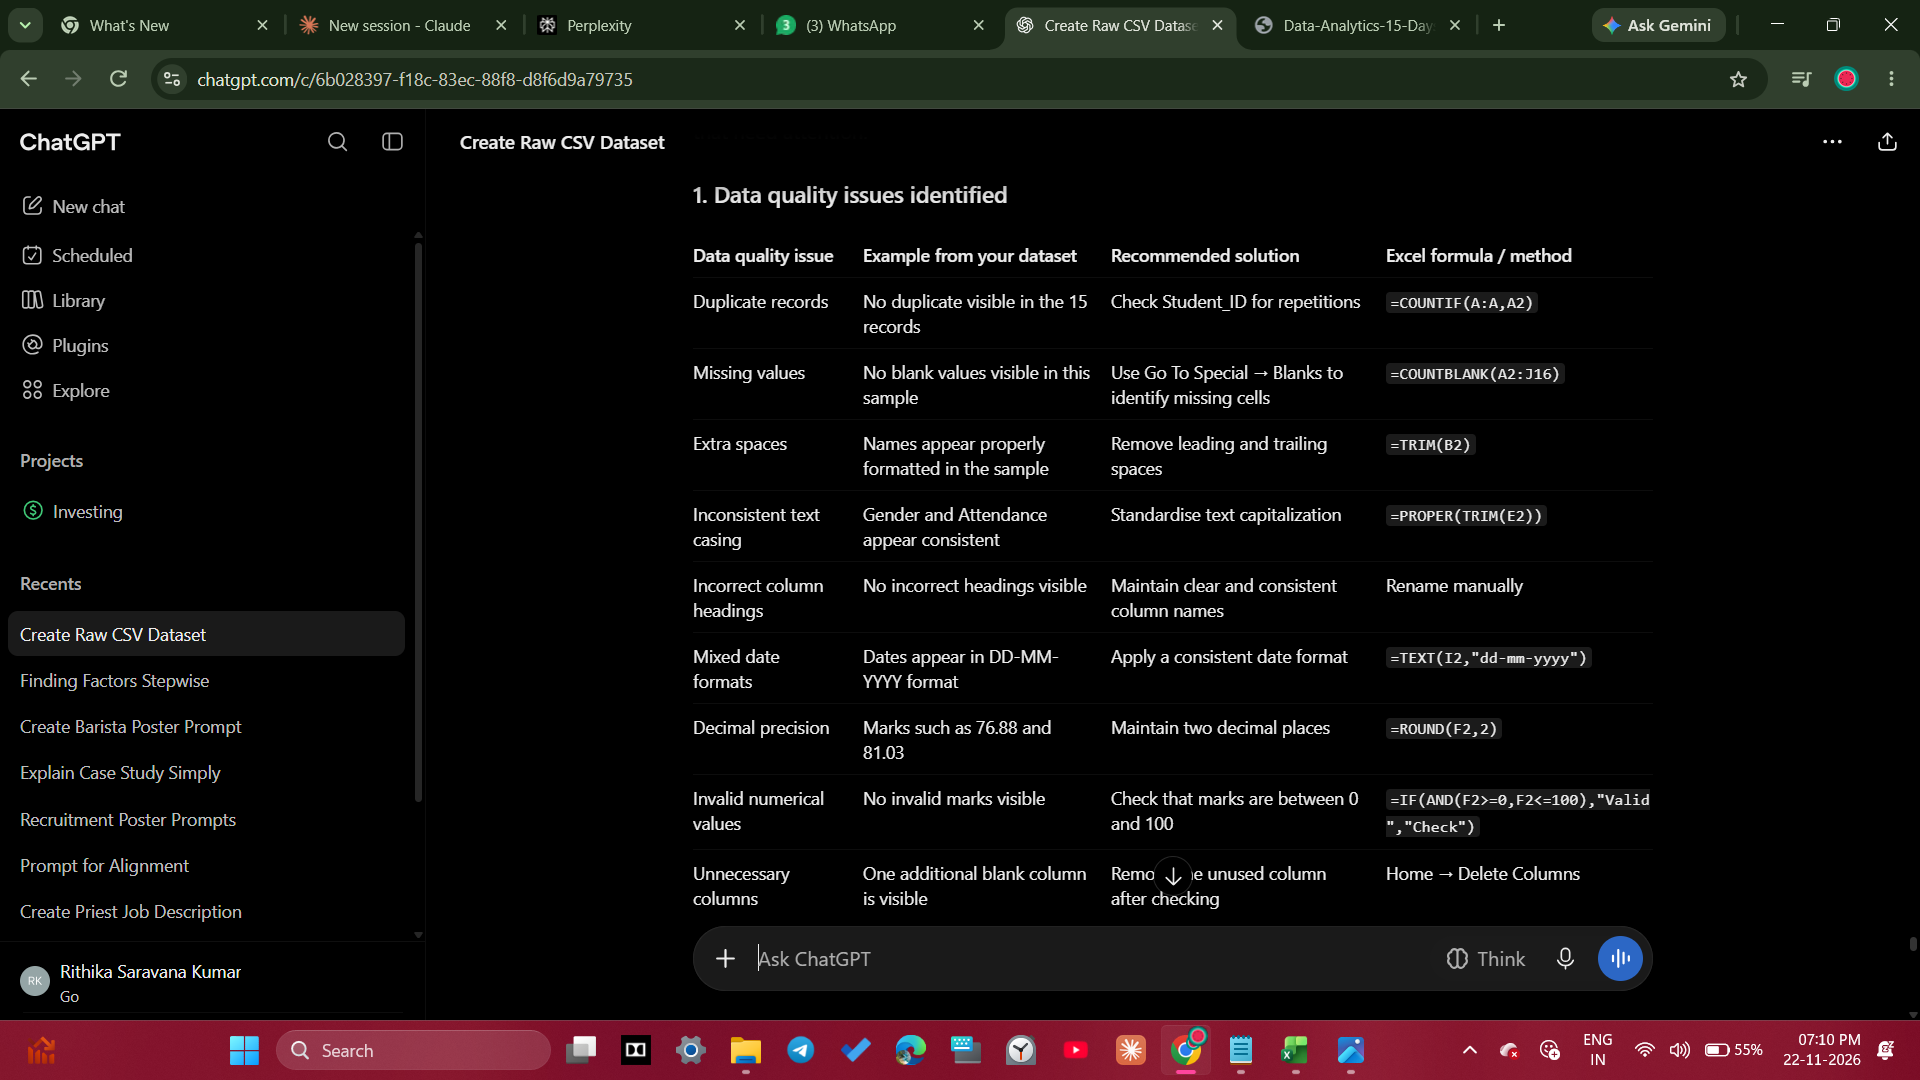 What's New
New session - Claude
Perplexity
3 (3) WhatsApp
Create Raw CSV Datase
Data-Analytics-15-Day
Ask Gemini
chatgpt.com/c/6b028397-f18c-83ec-88f8-d8f6d9a79735
ChatGPT
New chat
Scheduled
Library
Plugins
Explore
Projects
Investing
Recents
Create Raw CSV Dataset
Finding Factors Stepwise
Create Barista Poster Prompt
Explain Case Study Simply
Recruitment Poster Prompts
Prompt for Alignment
Create Priest Job Description
RK
Rithika Saravana Kumar
Go
Create Raw CSV Dataset
1. Data quality issues identified
Data quality issue Example from your dataset Recommended solution Excel formula / method
Duplicate records No duplicate visible in the 15 Check Student_ID for repetitions =COUNTIF(A:A,A2)
records
Missing values No blank values visible in this Use Go To Special → Blanks to =COUNTBLANK(A2:J16)
sample identify missing cells
Extra spaces Names appear properly Remove leading and trailing =TRIM(B2)
formatted in the sample spaces
Inconsistent text Gender and Attendance Standardise text capitalization =PROPER(TRIM(E2))
casing appear consistent
Incorrect column No incorrect headings visible Maintain clear and consistent Rename manually
headings column names
Mixed date Dates appear in DD-MM- Apply a consistent date format =TEXT(I2,"dd-mm-yyyy")
formats YYYY format
Decimal precision Marks such as 76.88 and Maintain two decimal places =ROUND(F2,2)
81.03
Invalid numerical No invalid marks visible Check that marks are between 0 =IF(AND(F2>=0,F2<=100),"Valid
values and 100 ","Check")
Unnecessary One additional blank column Remo e unused column Home → Delete Columns
columns is visible after checking
Ask ChatGPT
Think
Search
ENG
IN
55%
07:10 PM
22-11-2026